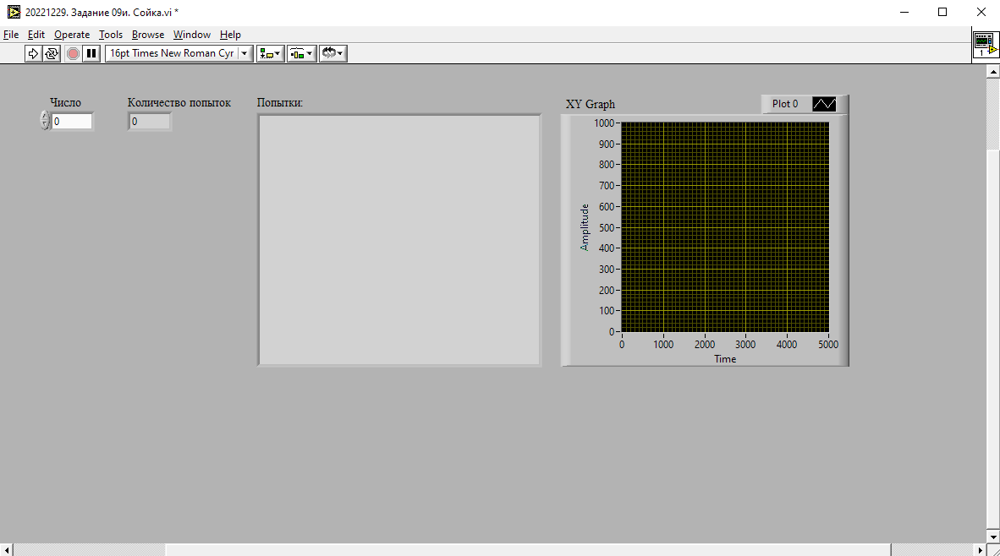 20221229. Задание 09и. Сойка.vi *
File Edit Operate Tools Browse Window Help
16pt Times New Roman Cyr
1
Число
0
Количество попыток
0
Попытки:
XY Graph
Plot 0
1000
900
800
700
600
500
400
300
200
100
0
Amplitude
0 1000 2000 3000 4000 5000
Time